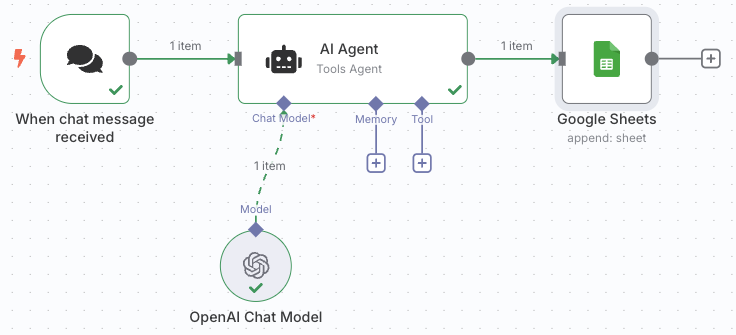 1 item
AI Agent
Tools Agent
1 item
When chat message
received
Chat Model*
Memory
Tool
Google Sheets
append: sheet
1 item
Model
OpenAI Chat Model